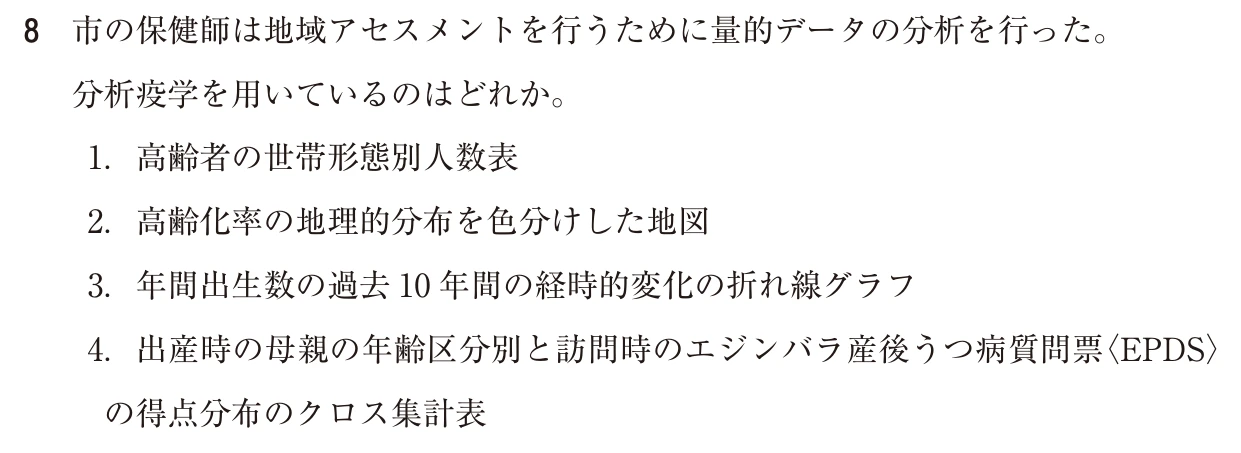 8 市の保健師は地域アセスメントを行うために量的データの分析を行った。
分析疫学を用いているのはどれか。
1. 高齢者の世帯形態別人数表
2. 高齢化率の地理的分布を色分けした地図
3. 年間出生数の過去 10 年間の経時的変化の折れ線グラフ
4. 出産時の母親の年齢区分別と訪問時のエジンバラ産後うつ病質問票〈EPDS〉
の得点分布のクロス集計表